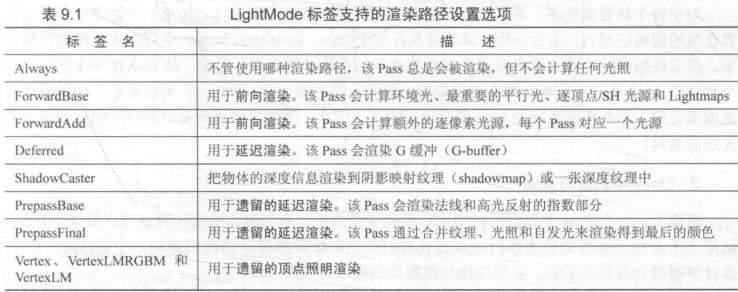 表 9.1 LightMode 标签支持的渲染路径设置选项
标 签 名 描 述
Always 不管使用哪种渲染路径，该 Pass 总是会被渲染，但不会计算任何光照
ForwardBase 用于前向渲染。该 Pass 会计算环境光、最重要的平行光、逐顶点/SH 光源和 Lightmaps
ForwardAdd 用于前向渲染。该 Pass 会计算额外的逐像素光源，每个 Pass 对应一个光源
Deferred 用于延迟渲染。该 Pass 会渲染 G 缓冲（G-buffer）
ShadowCaster 把物体的深度信息渲染到阴影映射纹理（shadowmap）或一张深度纹理中
PrepassBase 用于遗留的延迟渲染。该 Pass 会渲染法线和高光反射的指数部分
PrepassFinal 用于遗留的延迟渲染。该 Pass 通过合并纹理、光照和自发光来渲染得到最后的颜色
Vertex、VertexLMRGBM 和
VertexLM 用于遗留的顶点照明渲染